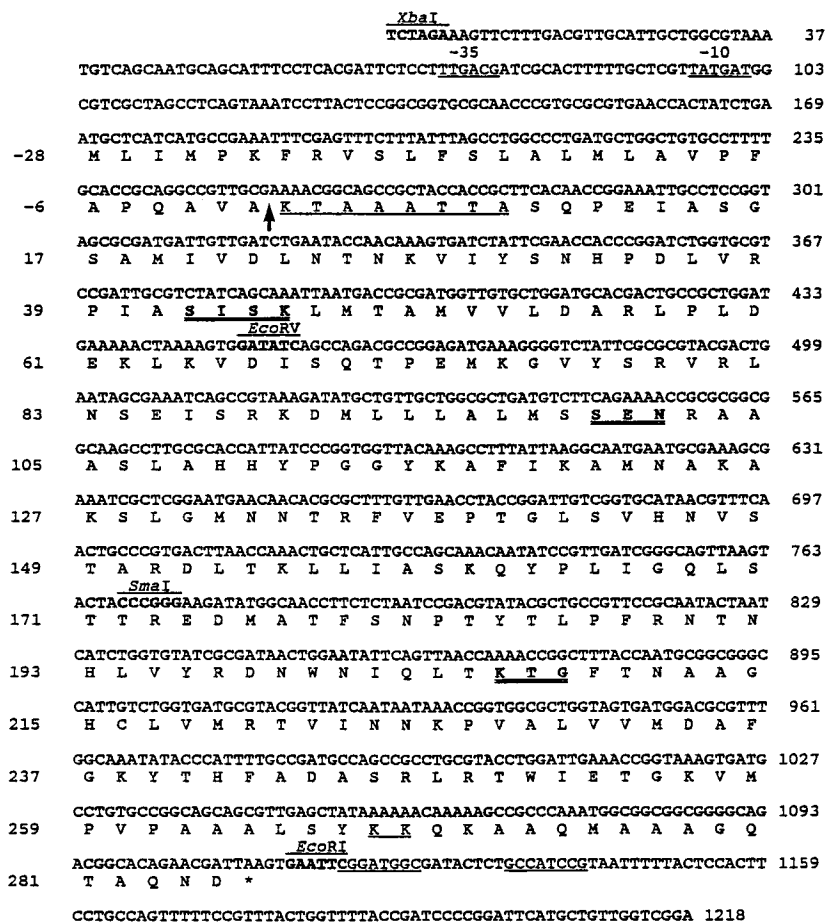 XbaI
TCTAGAAAGTTCTTTGACGTTGCATTGCTGGCGTAAA 37
-35 -10
TGTCAGCAATGCAGCATTTCCTCACGATTCTCCTTTGACGATCGCACTTTTTGCTCGTTATGATGG 103
CGTCGCTAGCCTCAGTAAATCCTTACTCCGGCGGTGCGCAACCCGTGCGCGTGAACCACTATCTGA 169
ATGCTCATCATGCCGAAATTTCGAGTTTCTTTATTTAGCCTGGCCCTGATGCTGGCTGTGCCTTTT 235
-28 M L I M P K F R V S L F S L A L M L A V P F
GCACCGCAGGCCGTTGCGAAAACGGCAGCCGCTACCACCGCTTCACAACCGGAAATTGCCTCCGGT 301
-6 A P Q A V A K T A A A T T A S Q P E I A S G
AGCGCGATGATTGTTGATCTGAATACCAACAAAGTGATCTATTCGAACCACCCGGATCTGGTGCGT 367
17 S A M I V D L N T N K V I Y S N H P D L V R
CCGATTGCGTCTATCAGCAAATTAATGACCGCGATGGTTGTGCTGGATGCACGACTGCCGCTGGAT 433
39 P I A S I S K L M T A M V V L D A R L P L D
EcoRV
GAAAAACTAAAAGTGGATATCAGCCAGACGCCGGAGATGAAGGGGTCTATTCGCGCGTACGACTG 499
61 E K L K V D I S Q T P E M K G V Y S R V R L
AATAGCGAAATCAGCCGTAAAGATATGCTGTTGCTGGCGCTGATGTCTTCAGAAAACCGCGCGGCG 565
83 N S E I S R K D M L L L A L M S S E N R A A
GCAAGCCTTGCGCACCATTATCCCGGTGGTTACAAAGCCTTTATTAAGGCAATGAATGCGAAAGCG 631
105 A S L A H H Y P G G Y K A F I K A M N A K A
AAATCGCTCGGAATGAACAACACGCGCTTTGTTGAACCTACCGGATTGTCGGTGCATAACGTTTCA 697
127 K S L G M N N T R F V E P T G L S V H N V S
ACTGCCCGTGACTTAACCAAACTGCTCATTGCCAGCAAACAATATCCGTTGATCGGGCAGTTAAGT 763
149 T A R D L T K L L I A S K Q Y P L I G Q L S
SmaI
ACTACCCGGGAAGATATGGCAACCTTCTCTAATCCGACGTATACGCTGCCGTTCCGCAATACTAAT 829
171 T T R E D M A T F S N P T Y T L P F R N T N
CATCTGGTGTATCGCGATAACTGGAATATTCAGTTAACCAAAACCGGCTTTACCAATGCGGCGGGC 895
193 H L V Y R D N W N I Q L T K T G F T N A A G
CATTGTCTGGTGATGCGTACGGTTATCAATAATAAACCGGTGGCGCTGGTAGTGATGGACGCGTTT 961
215 H C L V M R T V I N N K P V A L V V M D A F
GGCAAATATACCCATTTTGCCGATGCCAGCCGCCTGCGTACCTGGATTGAAACCGGTAAAGTGATG 1027
237 G K Y T H F A D A S R L R T W I E T G K V M
CCTGTGCCGGCAGCAGCGTTGAGCTATAAAAAACAAAAAGCCGCCCAAATGGCGGCGGCGGGGCAG 1093
259 P V P A A A L S Y K K Q K A A Q M A A A G Q
EcoRI
ACGGCACAGAACGATTAAGTGAATTCGGATGGCGATACTCTGCCATCCGTAATTTTTACTCCACTT 1159
281 T A Q N D *
CCTGCCAGTTTTTCCGTTTACTGGTTTTACCGATCCCCCGGATTCATGCTGTTGGTCGGA 1218